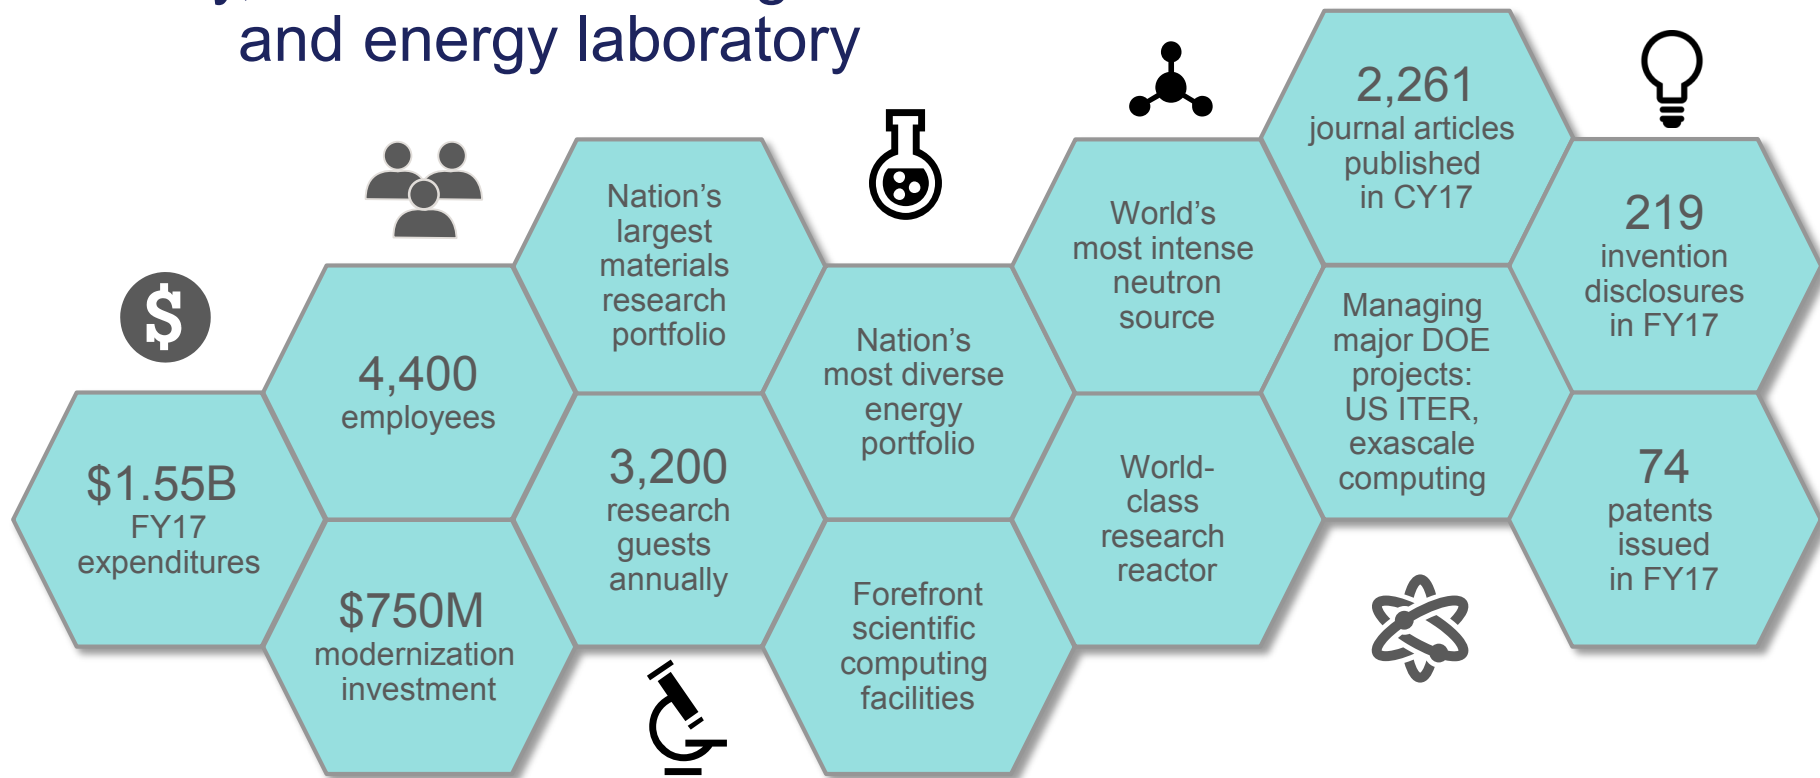 and energy laboratory
$1.55B
FY17
expenditures
4,400
employees
$750M
modernization
investment
Nation's
largest
materials
research
portfolio
3,200
research
guests
annually
Nation's
most diverse
energy
portfolio
Forefront
scientific
computing
facilities
World's
most intense
neutron
source
World-
class
research
reactor
2,261
journal articles
published
in CY17
Managing
major DOE
projects:
US ITER,
exascale
computing
219
invention
disclosures
in FY17
74
patents
issued
in FY17